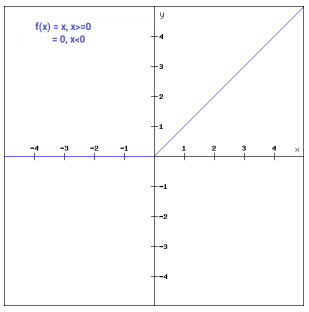 f(x) = x, x>=0
= 0, x<0
y
4
3
2
1
-4 -3 -2 -1 1 2 3 4 x
-1
-2
-3
-4